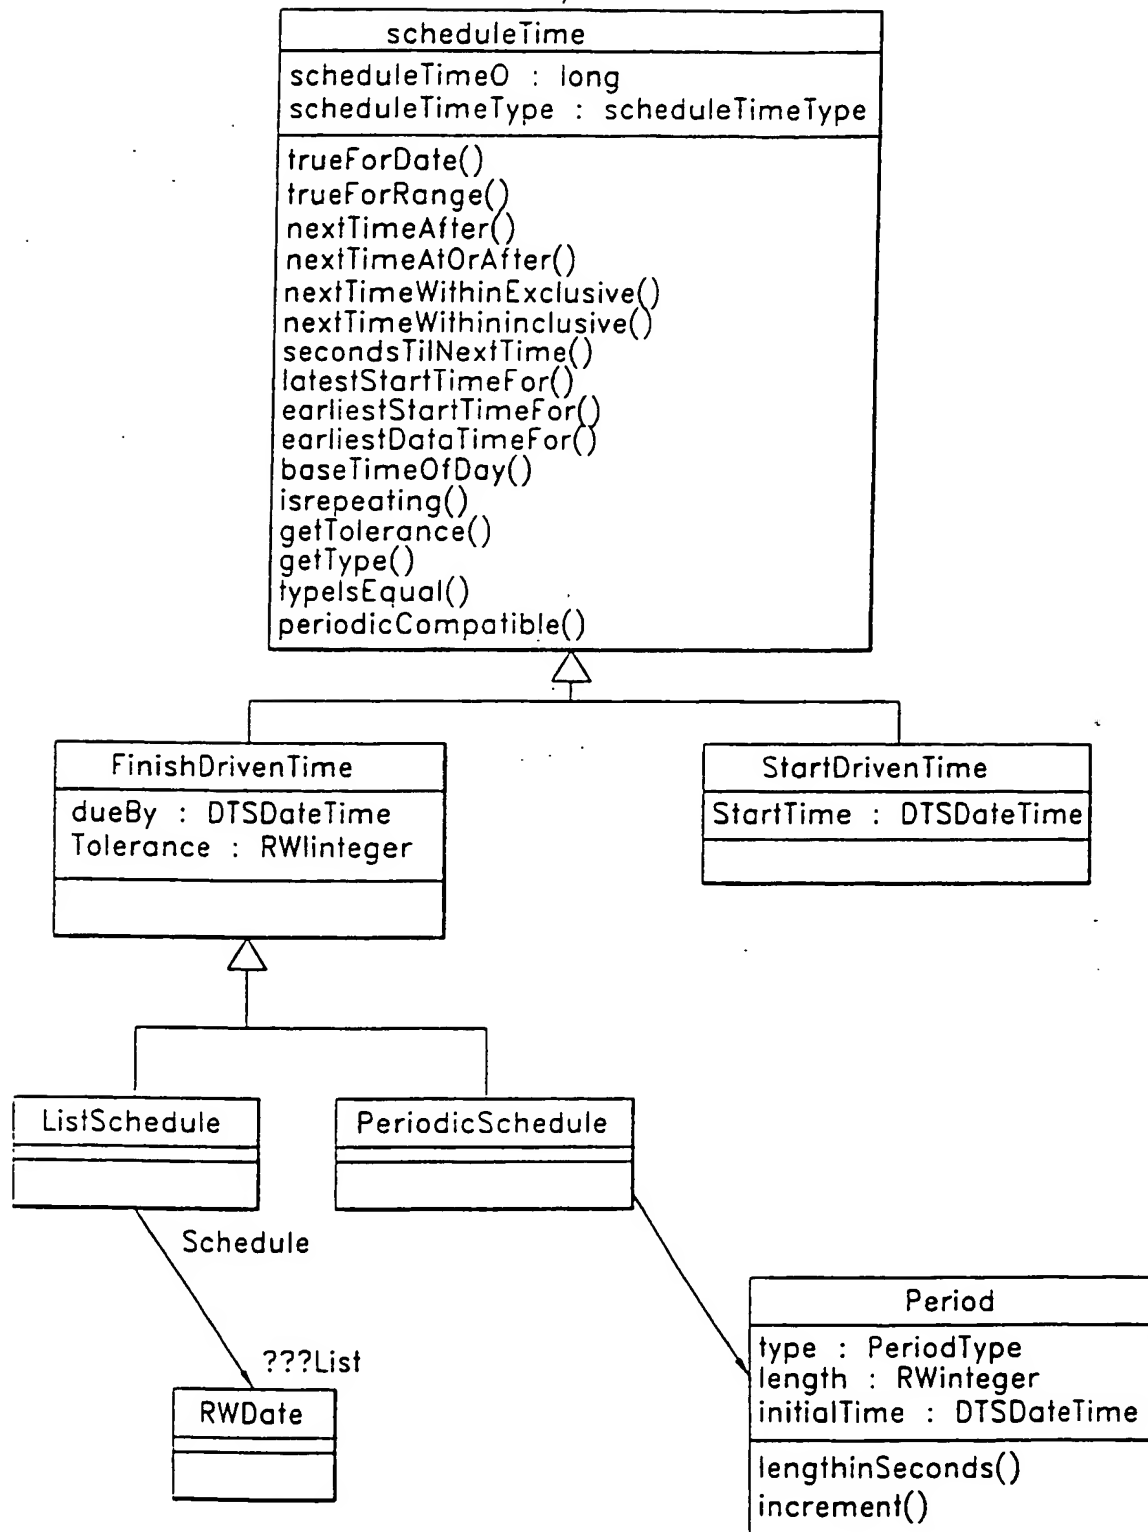 scheduleTime
scheduleTimeO : long
scheduleTimeType : scheduleTimeType
trueForDate()
trueForRange()
nextTimeAfter()
nextTimeAtOrAfter()
nextTimeWithinExclusive()
nextTimeWithininclusive()
secondsTilNextTime()
latestStartTimeFor()
earliestStartTimeFor()
earliestDataTimeFor()
baseTimeOfDay()
isrepeating()
getTolerance()
getType()
typeIsEqual()
periodicCompatible()
FinishDrivenTime
dueBy : DTSDateTime
Tolerance : RWIinteger
StartDrivenTime
StartTime : DTSDateTime
ListSchedule
PeriodicSchedule
Schedule
???List
RWDate
Period
type : PeriodType
length : RWinteger
initialTime : DTSDateTime
lengthinSeconds()
increment()